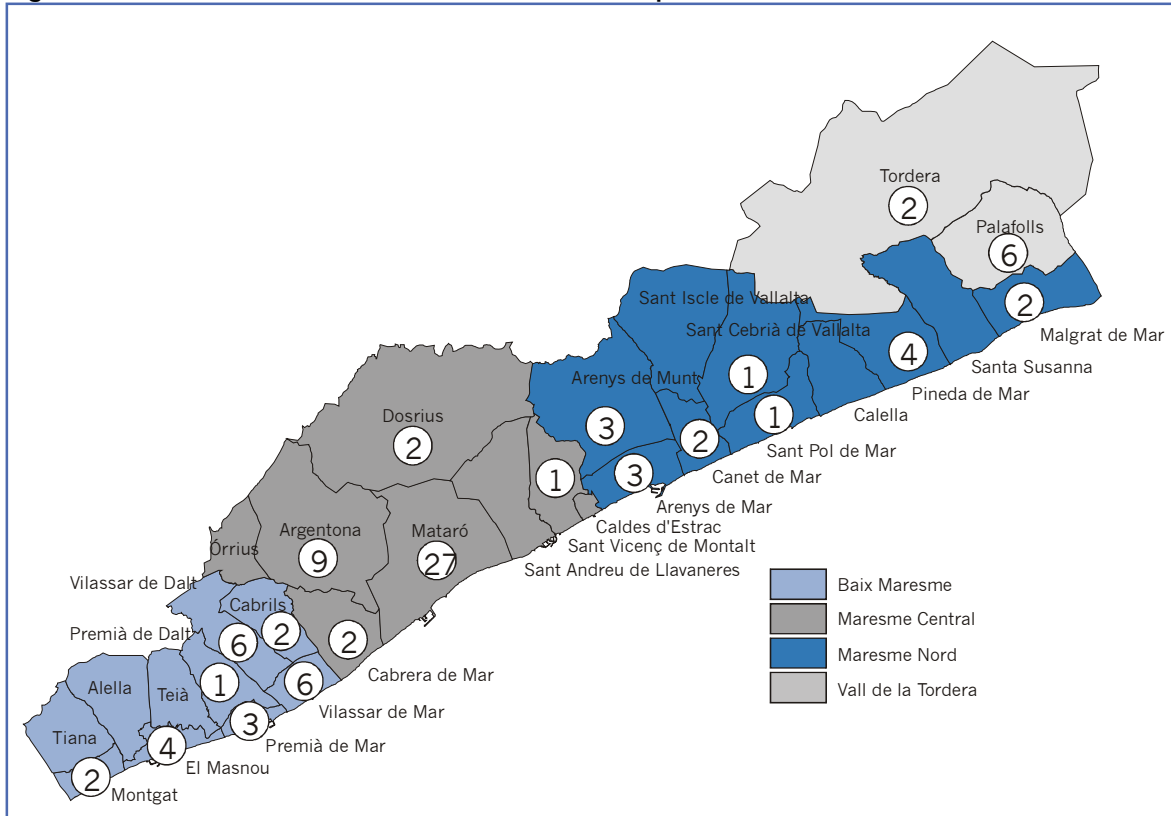 Tordera
2
Palafolls
6
Sant Iscle de Vallalta
2
Sant Cebrià de Vallalta
Malgrat de Mar
4
Santa Susanna
Arenys de Munt
1
Pineda de Mar
Dosrius
2
3
1
Calella
2
Sant Pol de Mar
1
3
Canet de Mar
Arenys de Mar
Argentona
9
Mataró
27
Caldes d'Estrac
Òrrius
Sant Vicenç de Montalt
Sant Andreu de Llavaneres
Vilassar de Dalt
Cabrils
2
Premià de Dalt
6
2
Cabrera de Mar
Alella
Teià
1
6
Vilassar de Mar
3
Tiana
Premià de Mar
4
El Masnou
2
Montgat
Baix Maresme
Maresme Central
Maresme Nord
Vall de la Tordera